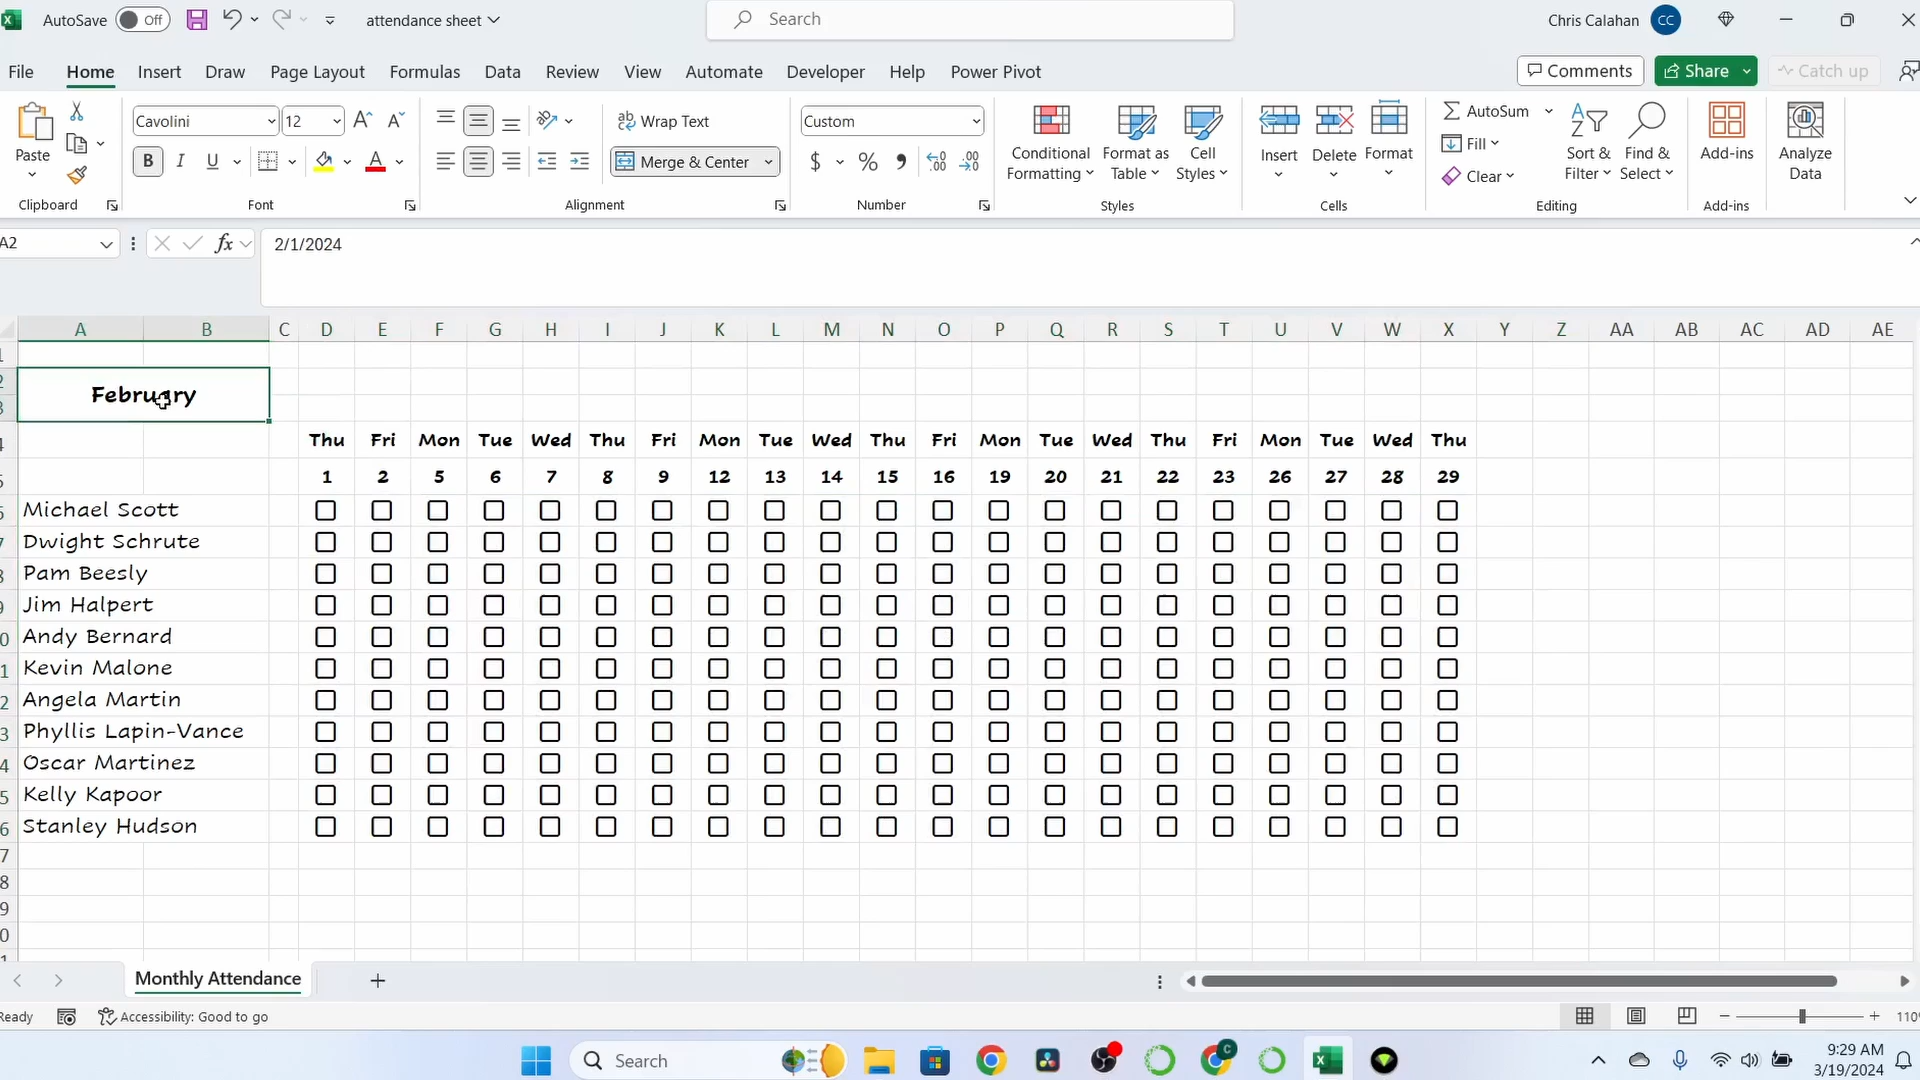 AutoSave Off attendance sheet Search Chris Calahan CC
File Home Insert Draw Page Layout Formulas Data Review View Automate Developer Help Power Pivot Comments Share Catch up
Paste Cavolini 12 Wrap Text Custom Conditional Formatting Format as Table Cell Styles Insert Delete Format AutoSum Sort & Filter Find & Select Add-ins Analyze Data
B I U A Merge & Center $ % Fill
Clear
Clipboard Font Alignment Number Styles Cells Editing Add-ins
A2 fx 2/1/2024
A B C D E F G H I J K L M N O P Q R S T U V W X Y Z AA AB AC AD AE
February
Thu Fri Mon Tue Wed Thu Fri Mon Tue Wed Thu Fri Mon Tue Wed Thu Fri Mon Tue Wed Thu
1 2 5 6 7 8 9 12 13 14 15 16 19 20 21 22 23 26 27 28 29
Michael Scott
Dwight Schrute
Pam Beesly
Jim Halpert
Andy Bernard
Kevin Malone
Angela Martin
Phyllis Lapin-Vance
Oscar Martinez
Kelly Kapoor
Stanley Hudson
Monthly Attendance
Ready Accessibility: Good to go 110%
Search 9:29 AM
3/19/2024